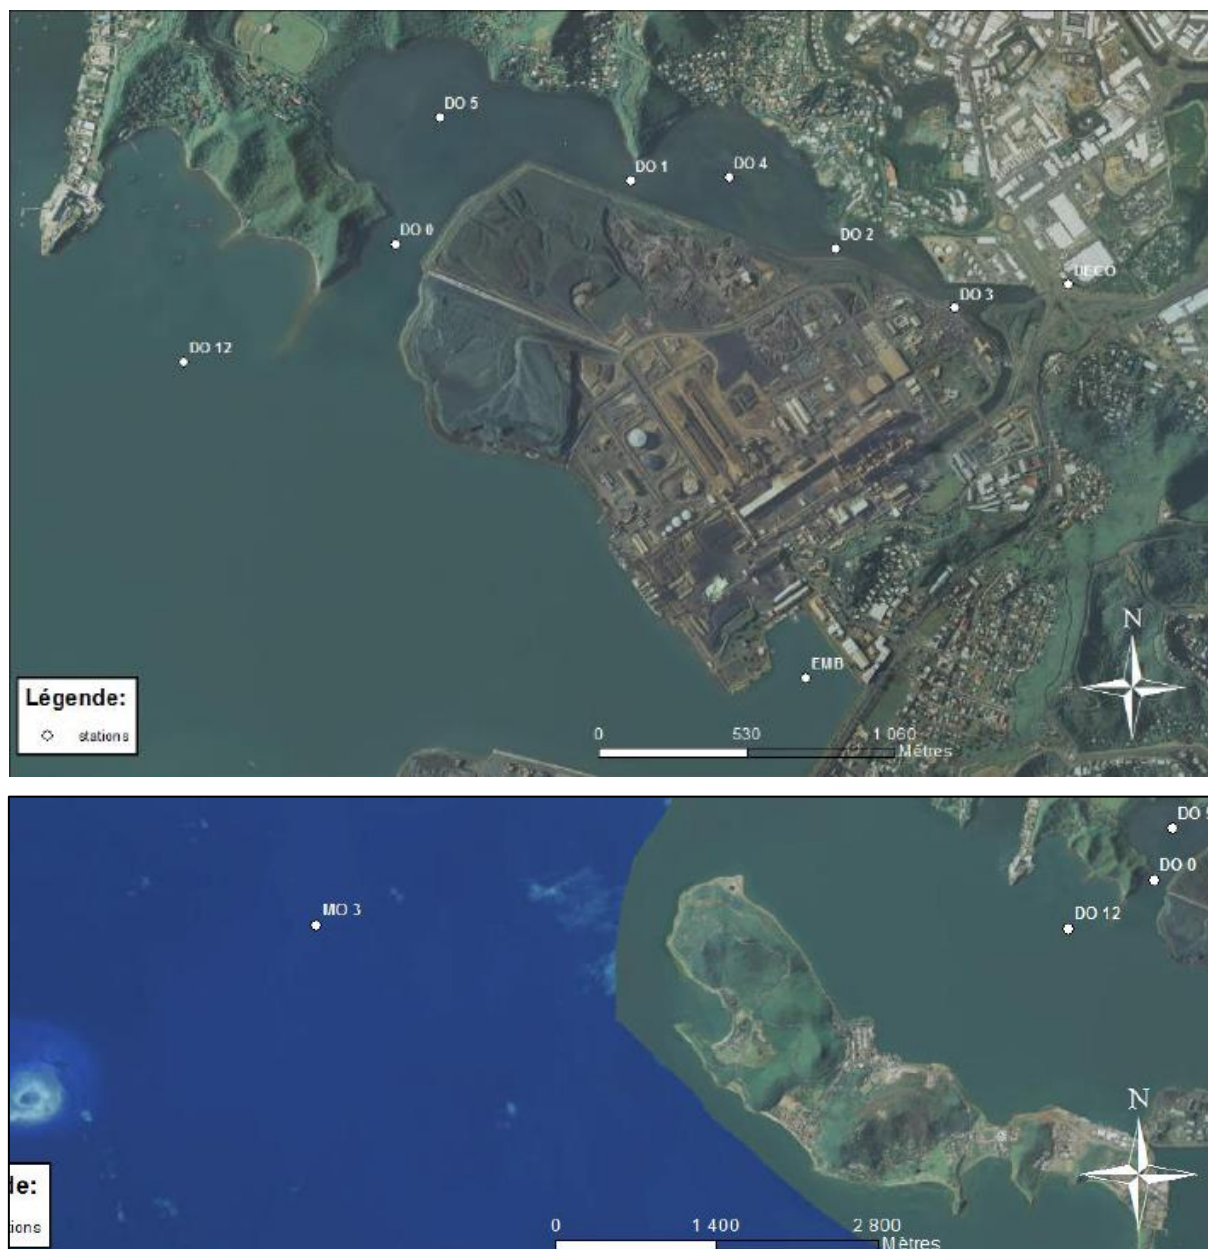 DO 5
DO 1
DO 4
DO 0
DO 2
UECO
DO 3
DO 12
EMB
N
Légende:
stations
0 530 1 060
Mètres
DO
MO 3
DO 0
DO 12
N
de:
ions
0 1 400 2 800
Mètres